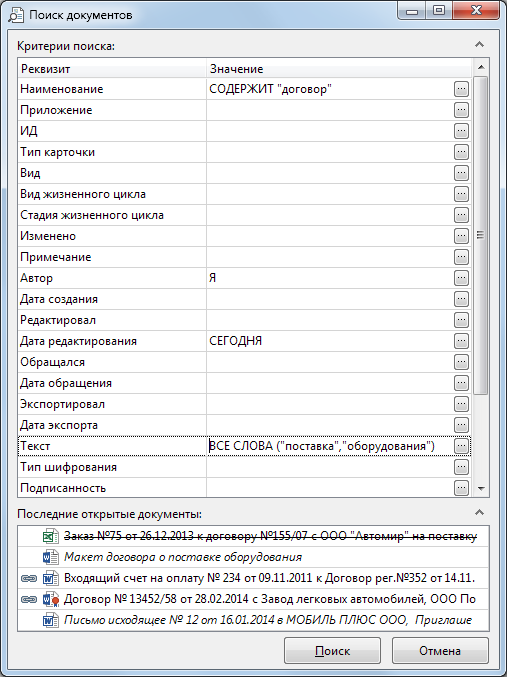 Поиск документов
Критерии поиска:
Реквизит Значение
Наименование СОДЕРЖИТ "договор"
Приложение
ИД
Тип карточки
Вид
Вид жизненного цикла
Стадия жизненного цикла
Изменено
Примечание
Автор Я
Дата создания
Редактировал
Дата редактирования СЕГОДНЯ
Обращался
Дата обращения
Экспортировал
Дата экспорта
Текст ВСЕ СЛОВА ("поставка","оборудования")
Тип шифрования
Подписанность
Последние открытые документы:
Заказ №75 от 26.12.2013 к договору №155/07 с ООО "Автомир" на поставку
Макет договора о поставке оборудования
Входящий счет на оплату № 234 от 09.11.2011 к Договор рег.№352 от 14.11.
Договор № 13452/58 от 28.02.2014 с Завод легковых автомобилей, ООО По
Письмо исходящее № 12 от 16.01.2014 в МОБИЛЬ ПЛЮС ООО, Приглаше
Поиск Отмена